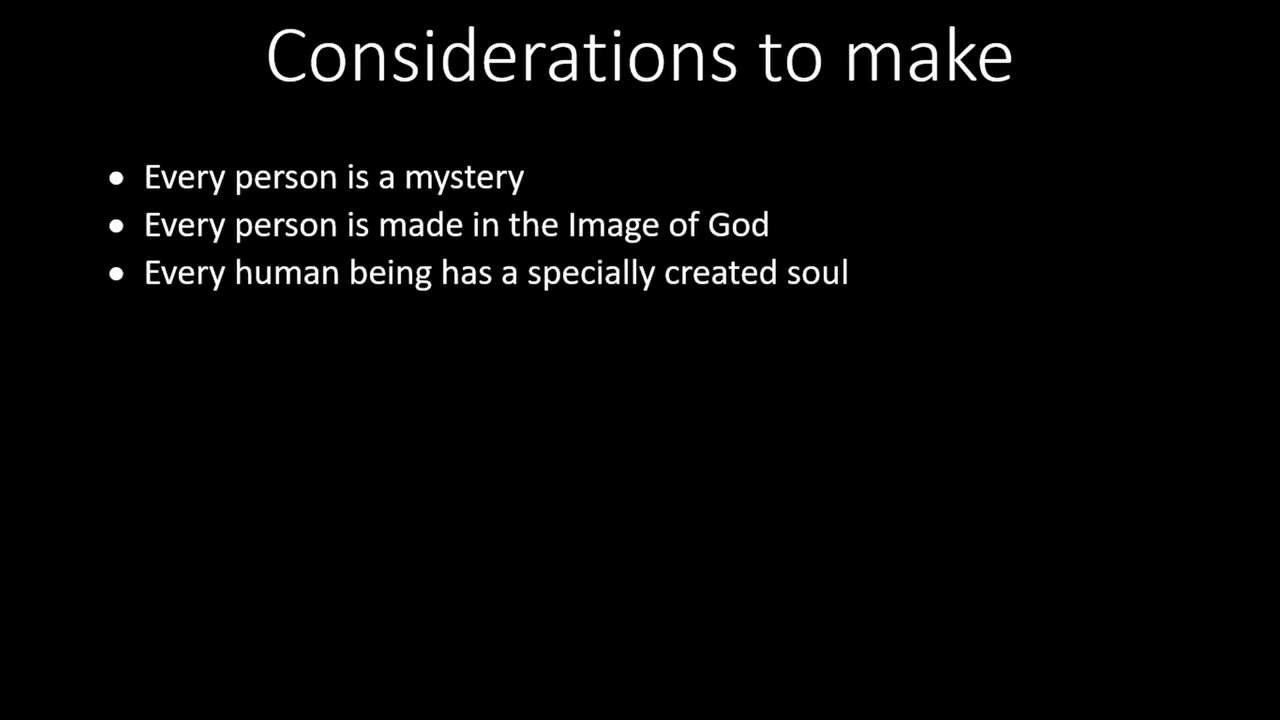 Considerations to make
• Every person is a mystery
• Every person is made in the Image of God
• Every human being has a specially created soul